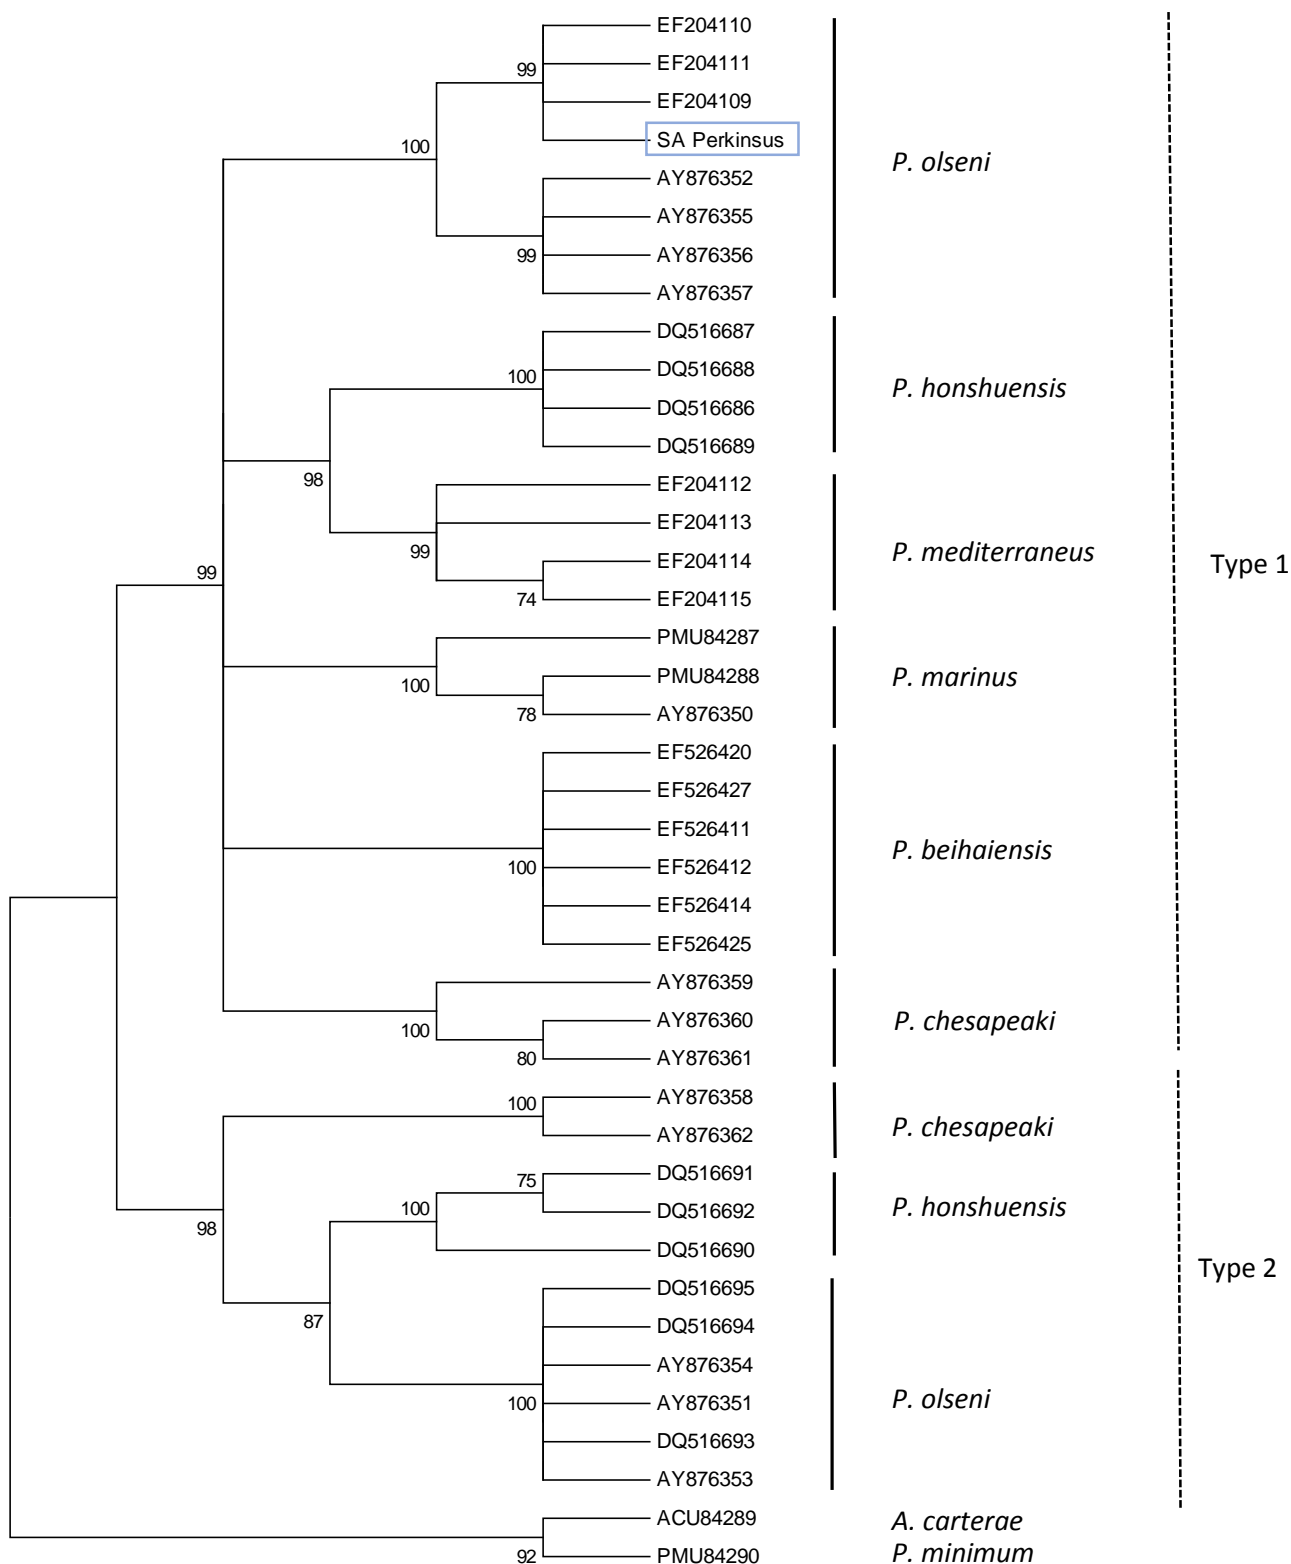 EF204110
EF204111
99
EF204109
SA Perkinsus
100
P. olseni
AY876352
AY876355
AY876356
99
AY876357
DQ516687
DQ516688
100
P. honshuensis
DQ516686
DQ516689
98
EF204112
EF204113
99
P. mediterraneus
EF204114
Type 1
99
EF204115
74
PMU84287
PMU84288
P. marinus
100
AY876350
78
EF526420
EF526427
EF526411
P. beihaiensis
EF526412
100
EF526414
EF526425
AY876359
AY876360
P. chesapeaki
100
AY876361
80
AY876358
100
P. chesapeaki
AY876362
DQ516691
75
DQ516692
P. honshuensis
100
98
DQ516690
Type 2
DQ516695
DQ516694
87
AY876354
AY876351
P. olseni
100
DQ516693
AY876353
ACU84289
A. carterae
PMU84290
P. minimum
92